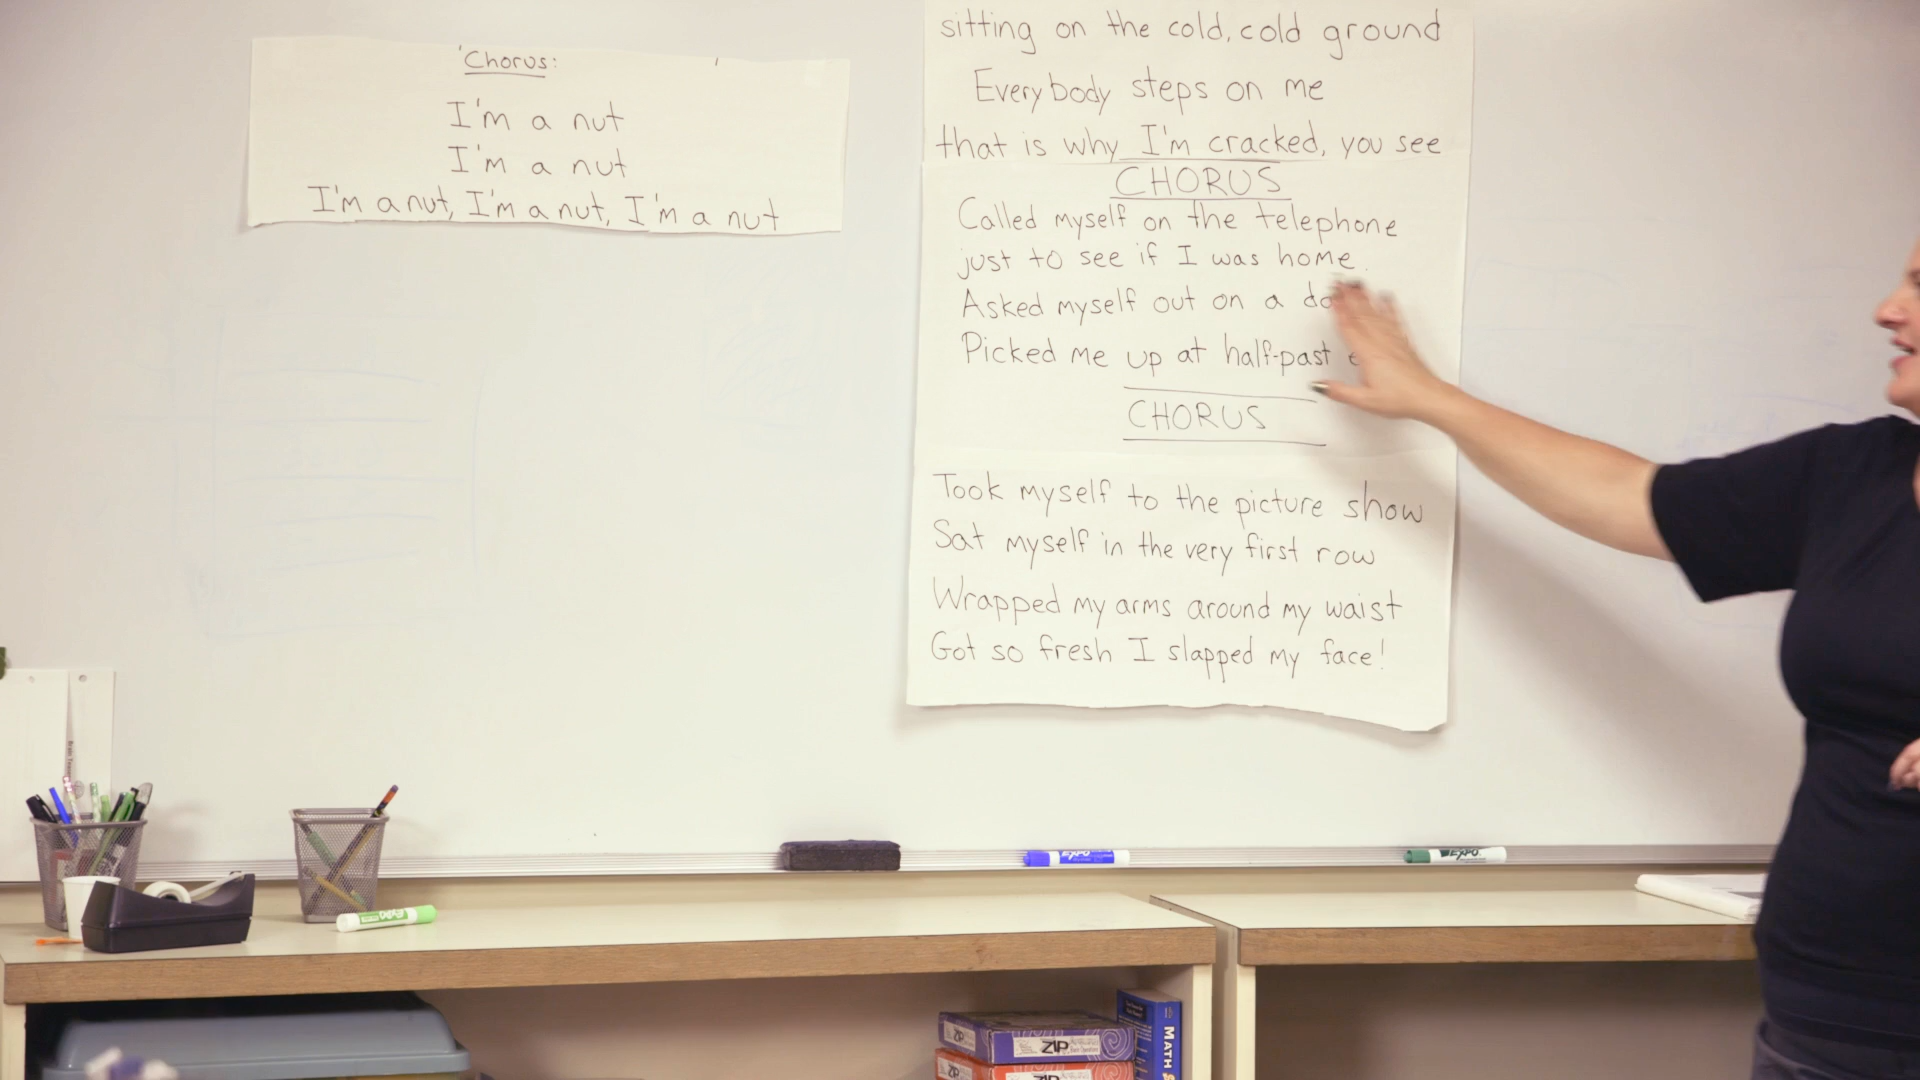 Chorus:
I'm a nut
I'm a nut
I'm a nut, I'm a nut, I'm a nut
sitting on the cold, cold ground
Everybody steps on me
that is why I'm cracked, you see
CHORUS
Called myself on the telephone
just to see if I was home.
Asked myself out on a
Picked me up at half-past
CHORUS
Took myself to the picture show
Sat myself in the very first row
Wrapped my arms around my waist
Got so fresh I slapped my face!
EXPO
EXPO
ZIP
ZIP
MATH